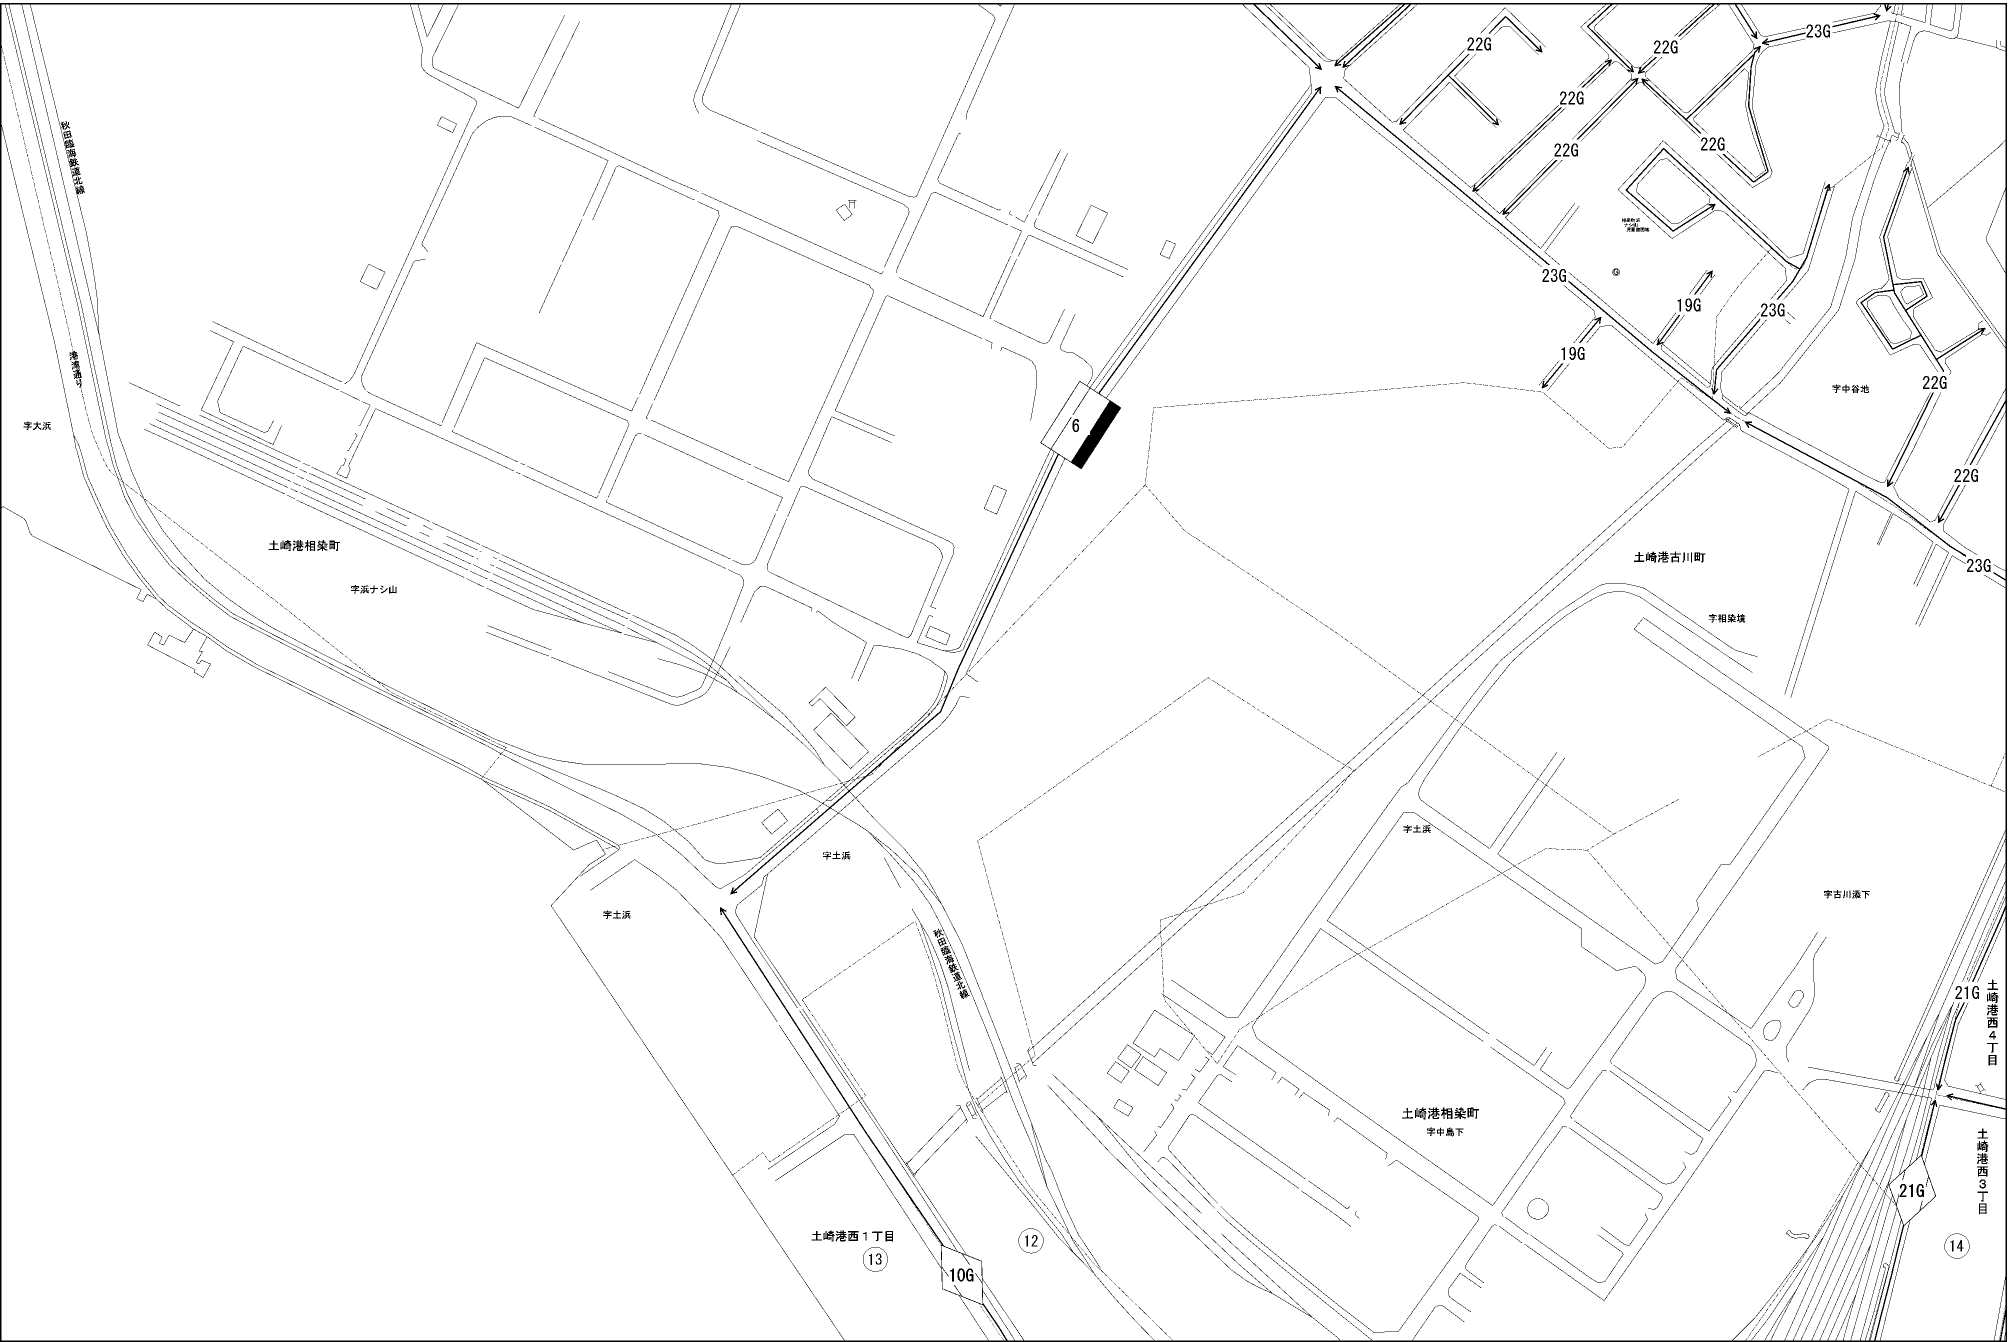 23G
22G
22G
22G
22G
22G
秋田臨海鉄道北線
23G
19G
23G
19G
港湾通り
22G
字中谷地
字大浜
6
22G
土崎港相染町
土崎港古川町
23G
字浜ナシ山
字相染境
字土浜
字土浜
字古川添下
字土浜
秋田臨海鉄道北線
21G
土崎港西4丁目
土崎港相染町
字中島下
土崎港西3丁目
21G
土崎港西1丁目
12
14
13
10G